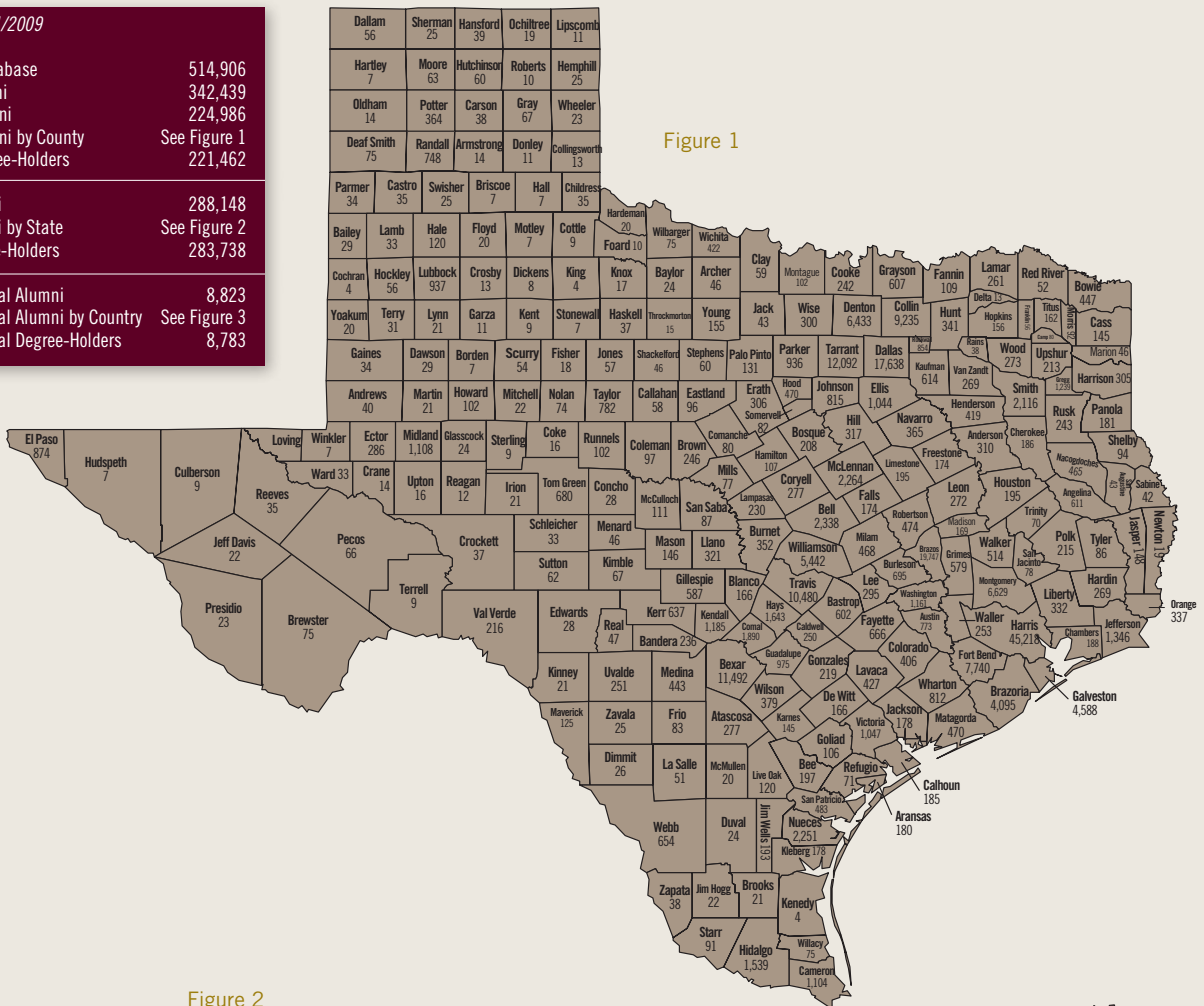 /2009
abase 514,906
ni 342,439
ni 224,986
ni by County See Figure 1
ee-Holders 221,462
i 288,148
i by State See Figure 2
e-Holders 283,738
al Alumni 8,823
al Alumni by Country See Figure 3
al Degree-Holders 8,783
Figure 1
Dallam
56
Sherman
25
Hansford
39
Ochiltree
19
Lipscomb
11
Hartley
7
Moore
63
Hutchinson
60
Roberts
10
Hemphill
25
Oldham
14
Potter
364
Carson
38
Gray
67
Wheeler
23
Deaf Smith
75
Randall
748
Armstrong
14
Donley
11
Collingsworth
13
Parmer
34
Castro
35
Swisher
25
Briscoe
7
Hall
7
Childress
35
Hardeman
20
Bailey
29
Lamb
33
Hale
120
Floyd
20
Motley
7
Cottle
9
Foard 10
Wilbarger
75
Wichita
422
Clay
59
Montague
102
Cooke
242
Grayson
607
Fannin
109
Lamar
261
Red River
52
Bowie
447
Cochran
4
Hockley
56
Lubbock
937
Crosby
13
Dickens
8
King
4
Knox
17
Baylor
24
Archer
46
Delta 13
Titus
162
Morris 92
Cass
145
Yoakum
20
Terry
31
Lynn
21
Garza
11
Kent
9
Stonewall
7
Haskell
37
Throckmorton
15
Young
155
Jack
43
Wise
300
Denton
6,433
Collin
9,235
Hunt
341
Hopkins
156
Marion 46
Gaines
34
Dawson
29
Borden
7
Scurry
54
Fisher
18
Jones
57
Shackelford
46
Stephens
60
Palo Pinto
131
Parker
936
Tarrant
12,092
Dallas
17,638
Kaufman
614
Rains
38
Van Zandt
269
Wood
273
Upshur
213
Gregg
1,239
Harrison 305
Andrews
40
Martin
21
Howard
102
Mitchell
22
Nolan
74
Taylor
782
Callahan
58
Eastland
96
Erath
306
Hood
470
Somervell
82
Johnson
815
Ellis
1,044
Henderson
419
Smith
2,116
Rusk
243
Panola
181
El Paso
874
Hudspeth
7
Culberson
9
Loving
Winkler
7
Ector
286
Midland
1,108
Glasscock
24
Sterling
9
Coke
16
Runnels
102
Coleman
97
Brown
246
Comanche
80
Hamilton
107
Bosque
208
Hill
317
Navarro
365
Freestone
174
Anderson
310
Cherokee
186
Nacogdoches
465
Shelby
94
Reeves
35
Ward 33
Crane
14
Upton
16
Reagan
12
Irion
21
Tom Green
680
Concho
28
McCulloch
111
San Saba
87
Mills
77
Lampasas
230
Coryell
277
McLennan
2,264
Limestone
195
Leon
272
Houston
195
Angelina
611
San
Augustine
43
Sabine
42
Jeff Davis
22
Pecos
66
Crockett
37
Schleicher
33
Menard
46
Mason
146
Llano
321
Burnet
352
Bell
2,338
Falls
174
Robertson
474
Madison
169
Trinity
70
Polk
215
Tyler
86
Jasper 148
Newton 19
Presidio
23
Brewster
75
Terrell
9
Sutton
62
Kimble
67
Gillespie
587
Blanco
166
Williamson
5,442
Milam
468
Brazos
19,747
Grimes
579
Walker
514
San
Jacinto
78
Hardin
269
Orange
337
Val Verde
216
Edwards
28
Real
47
Kerr 637
Bandera 236
Kendall
1,185
Hays
1,643
Comal
1,890
Travis
10,480
Bastrop
602
Lee
295
Burleson
695
Washington
1,161
Montgomery
6,629
Liberty
332
Caldwell
250
Fayette
666
Austin
773
Waller
253
Harris
45,218
Chambers
188
Jefferson
1,346
Kinney
21
Uvalde
251
Medina
443
Bexar
11,492
Guadalupe
975
Gonzales
219
Lavaca
427
Colorado
406
Fort Bend
7,740
Galveston
4,588
Maverick
125
Zavala
25
Frio
83
Atascosa
277
Wilson
379
Karnes
145
De Witt
166
Victoria
1,047
Jackson
178
Wharton
812
Matagorda
470
Brazoria
4,095
Dimmit
26
La Salle
51
McMullen
20
Live Oak
120
Bee
197
Goliad
106
Refugio
71
Calhoun
185
Aransas
180
San Patricio
483
Webb
654
Duval
24
Jim Wells 193
Nueces
2,251
Kleberg 178
Zapata
38
Jim Hogg
22
Brooks
21
Kenedy
4
Starr
91
Hidalgo
1,539
Willacy
75
Cameron
1,104
Figure 2